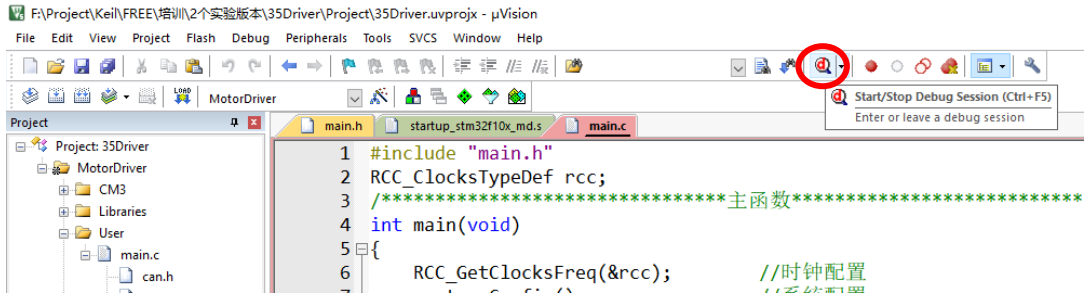 F:\Project\Keil\FREE\培训\2个实验版本\35Driver\Project\35Driver.uvprojx - µVision
File Edit View Project Flash Debug Peripherals Tools SVCS Window Help
LOAD MotorDriver
Start/Stop Debug Session (Ctrl+F5)
Enter or leave a debug session
Project
main.h startup_stm32f10x_md.s main.c
Project: 35Driver
MotorDriver
CM3
Libraries
User
main.c
can.h
1 #include "main.h"
2 RCC_ClocksTypeDef rcc;
3 /********************************主函数***************************
4 int main(void)
5 {
6 RCC_GetClocksFreq(&rcc); //时钟配置